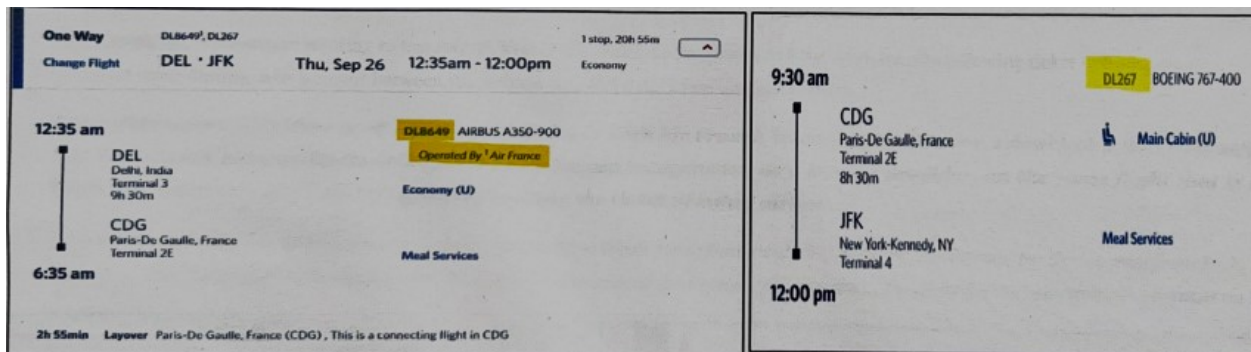 One Way DL8649¹, DL267 1 stop, 20h 55m
Change Flight DEL · JFK Thu, Sep 26 12:35am - 12:00pm Economy
12:35 am DL8649 AIRBUS A350-900
DEL Operated By ¹ Air France
Delhi, India
Terminal 3 Economy (U)
9h 30m
CDG
Paris-De Gaulle, France
Terminal 2E Meal Services
6:35 am
2h 55min Layover Paris-De Gaulle, France (CDG) , This is a connecting flight in CDG
9:30 am DL267 BOEING 767-400
CDG
Paris-De Gaulle, France Main Cabin (U)
Terminal 2E
8h 30m
JFK
New York-Kennedy, NY Meal Services
Terminal 4
12:00 pm